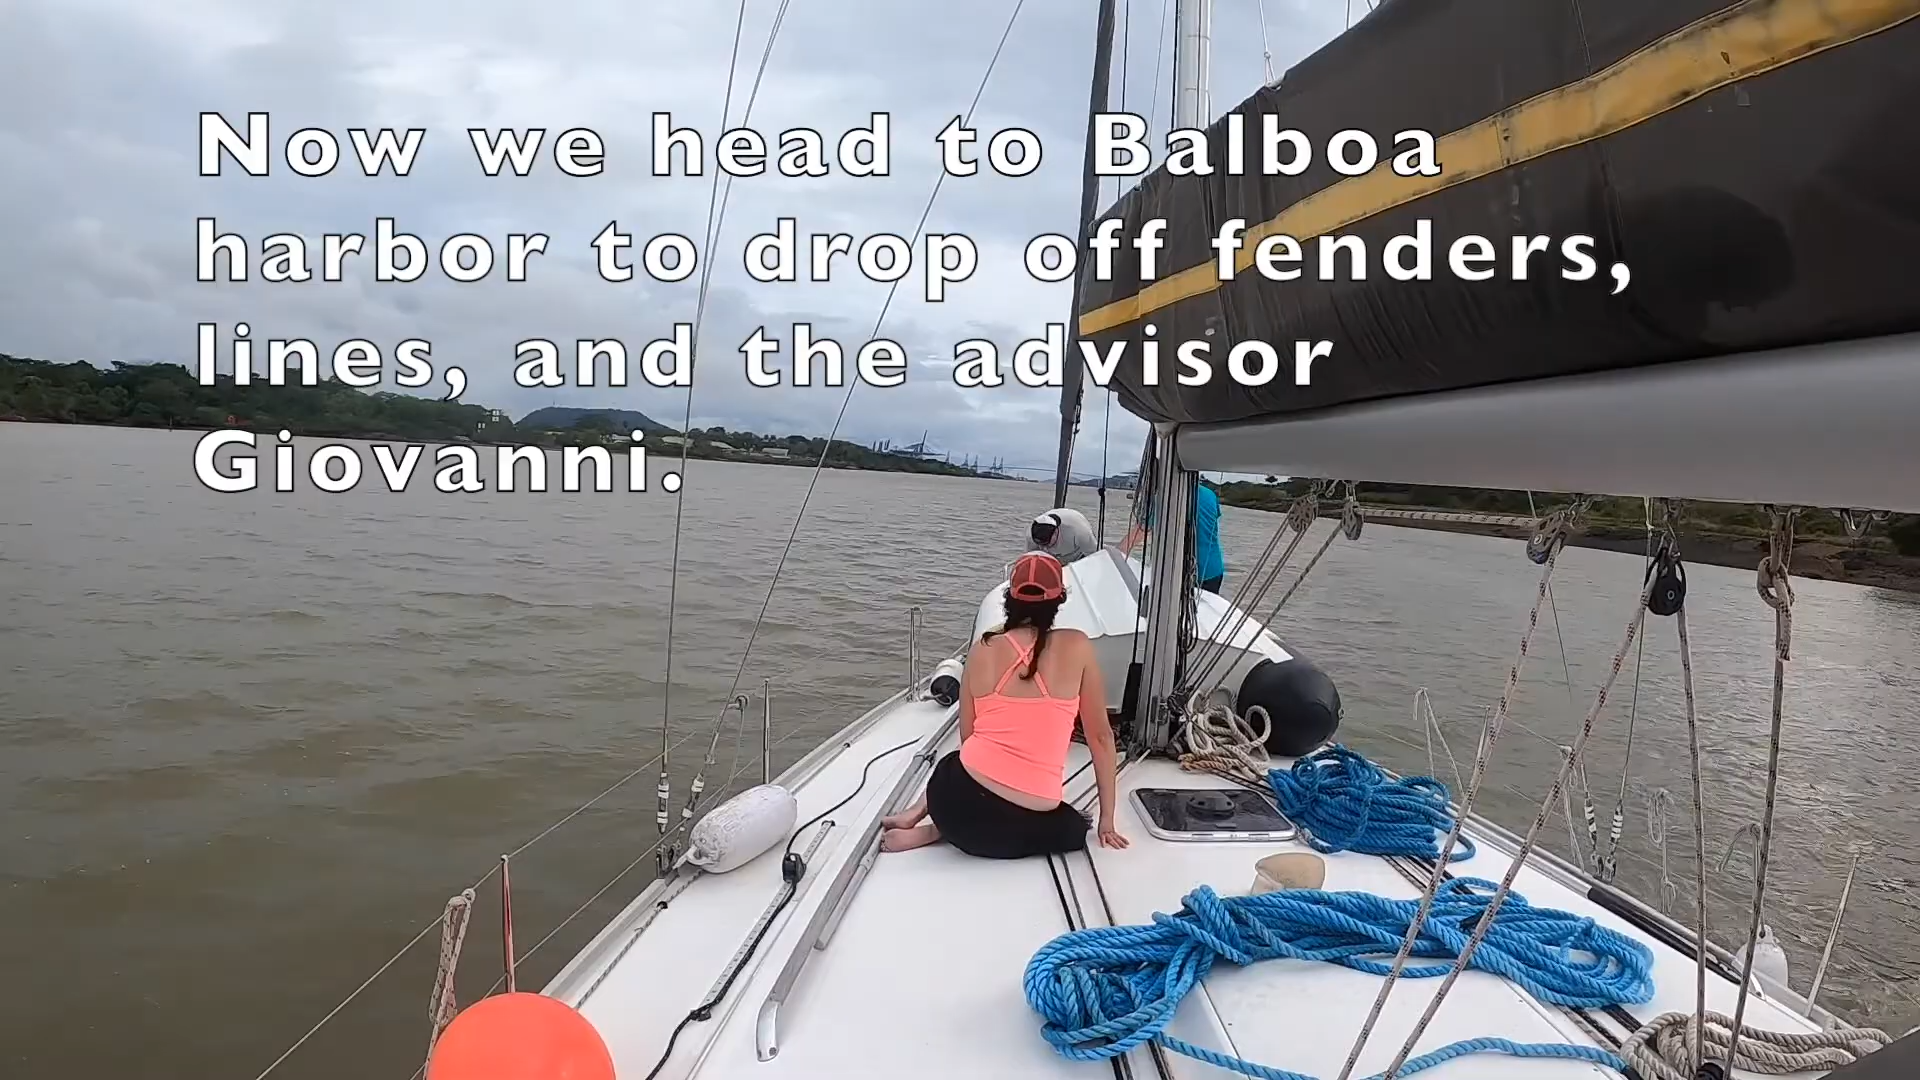 Now we head to Balboa
harbor to drop off fenders,
lines, and the advisor
Giovanni.